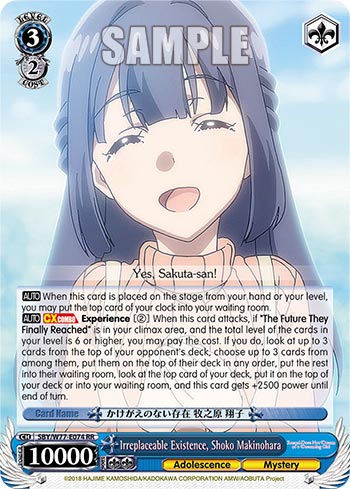 LEVEL
3
2
COST
SAMPLE
Yes, Sakuta-san!
AUTO When this card is placed on the stage from your hand or your level,
you may put the top card of your clock into your waiting room.
AUTO CXCOMBO Experience [②] When this card attacks, if "The Future They
Finally Reached" is in your climax area, and the total level of the cards in
your level is 6 or higher, you may pay the cost. If you do, look at up to 3
cards from the top of your opponent's deck, choose up to 3 cards from
among them, put them on the top of their deck in any order, put the rest
into their waiting room, look at the top card of your deck, put it on the top of
your deck or into your waiting room, and this card gets +2500 power until
end of turn.
Card Name かけがえのない存在 牧之原 翔子
CH SBY/W77-E074 RR
Irreplaceable Existence, Shoko Makinohara
10000
Adolescence
Mystery
©2018 HAJIME KAMOSHIDA/KADOKAWA CORPORATION AMW/AOBUTA Project